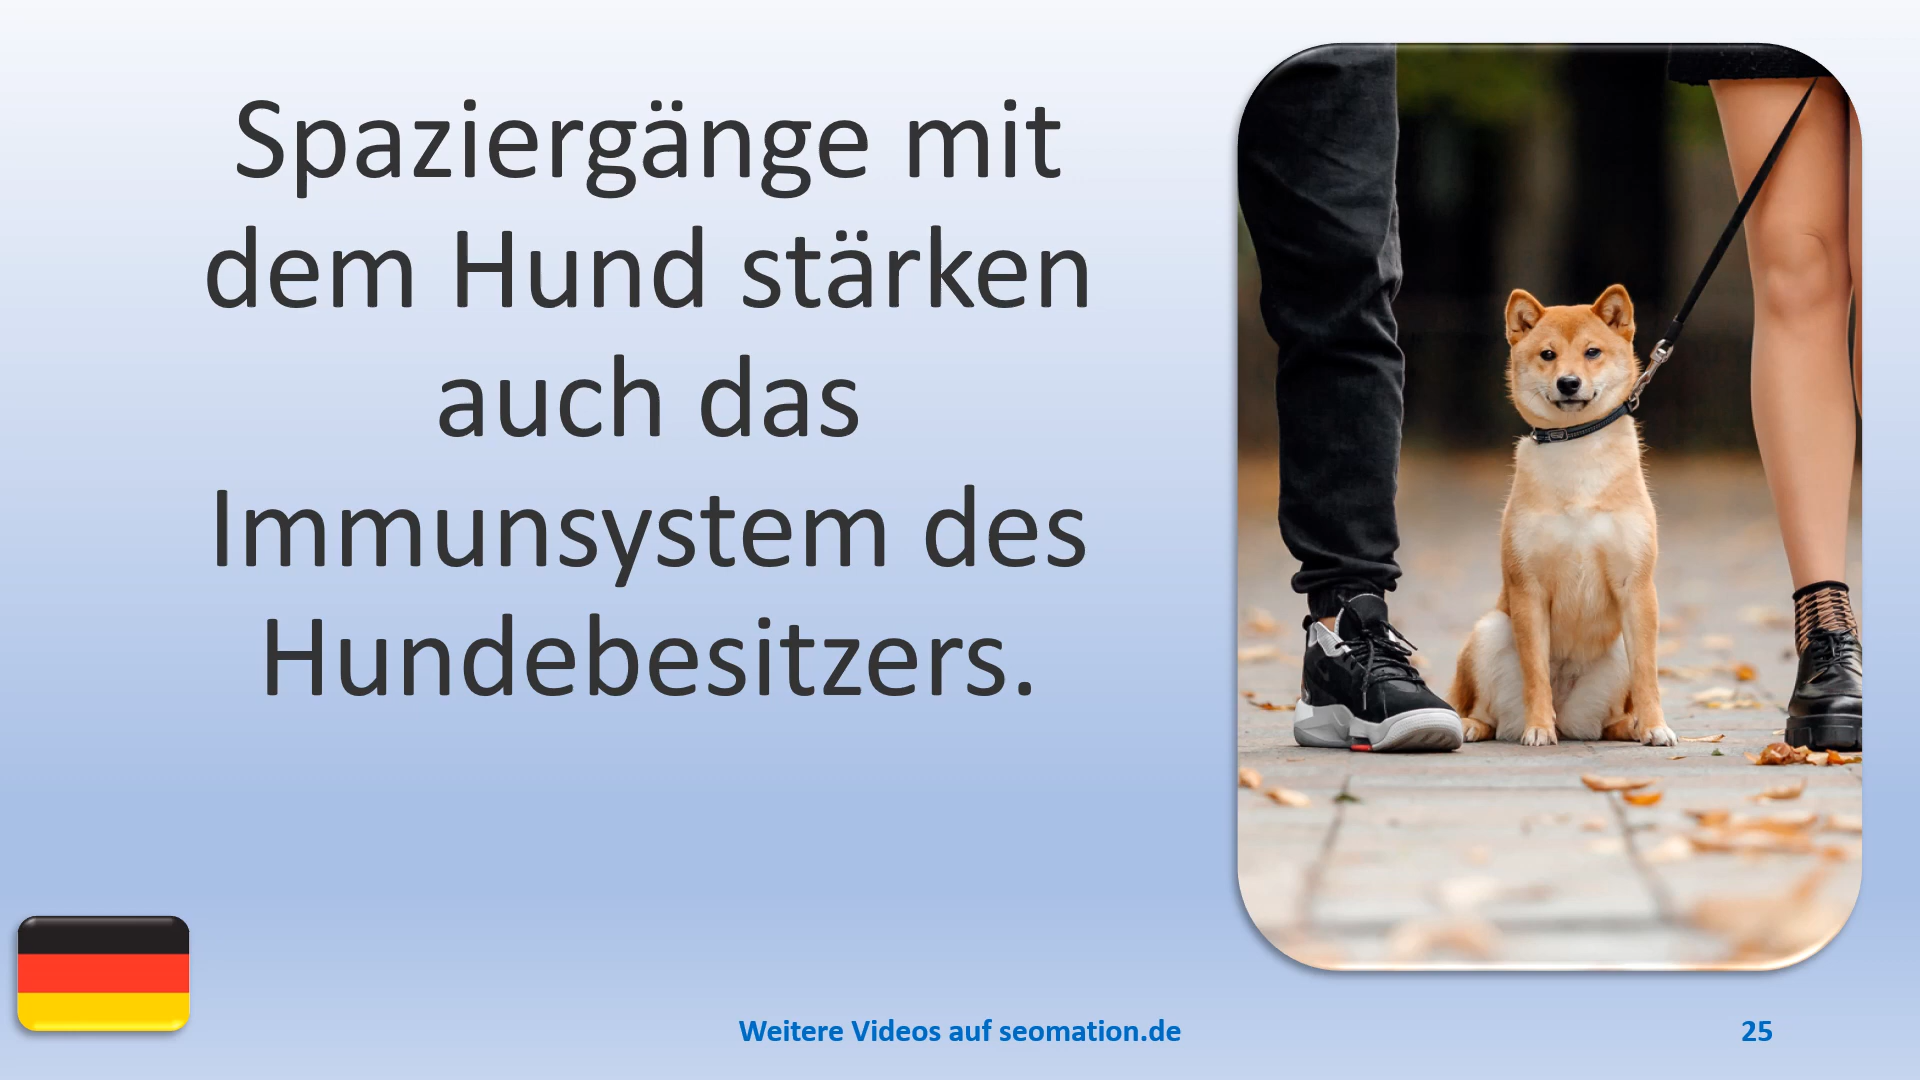 Spaziergänge mit
dem Hund stärken
auch das
Immunsystem des
Hundebesitzers.
Weitere Videos auf seomation.de
25